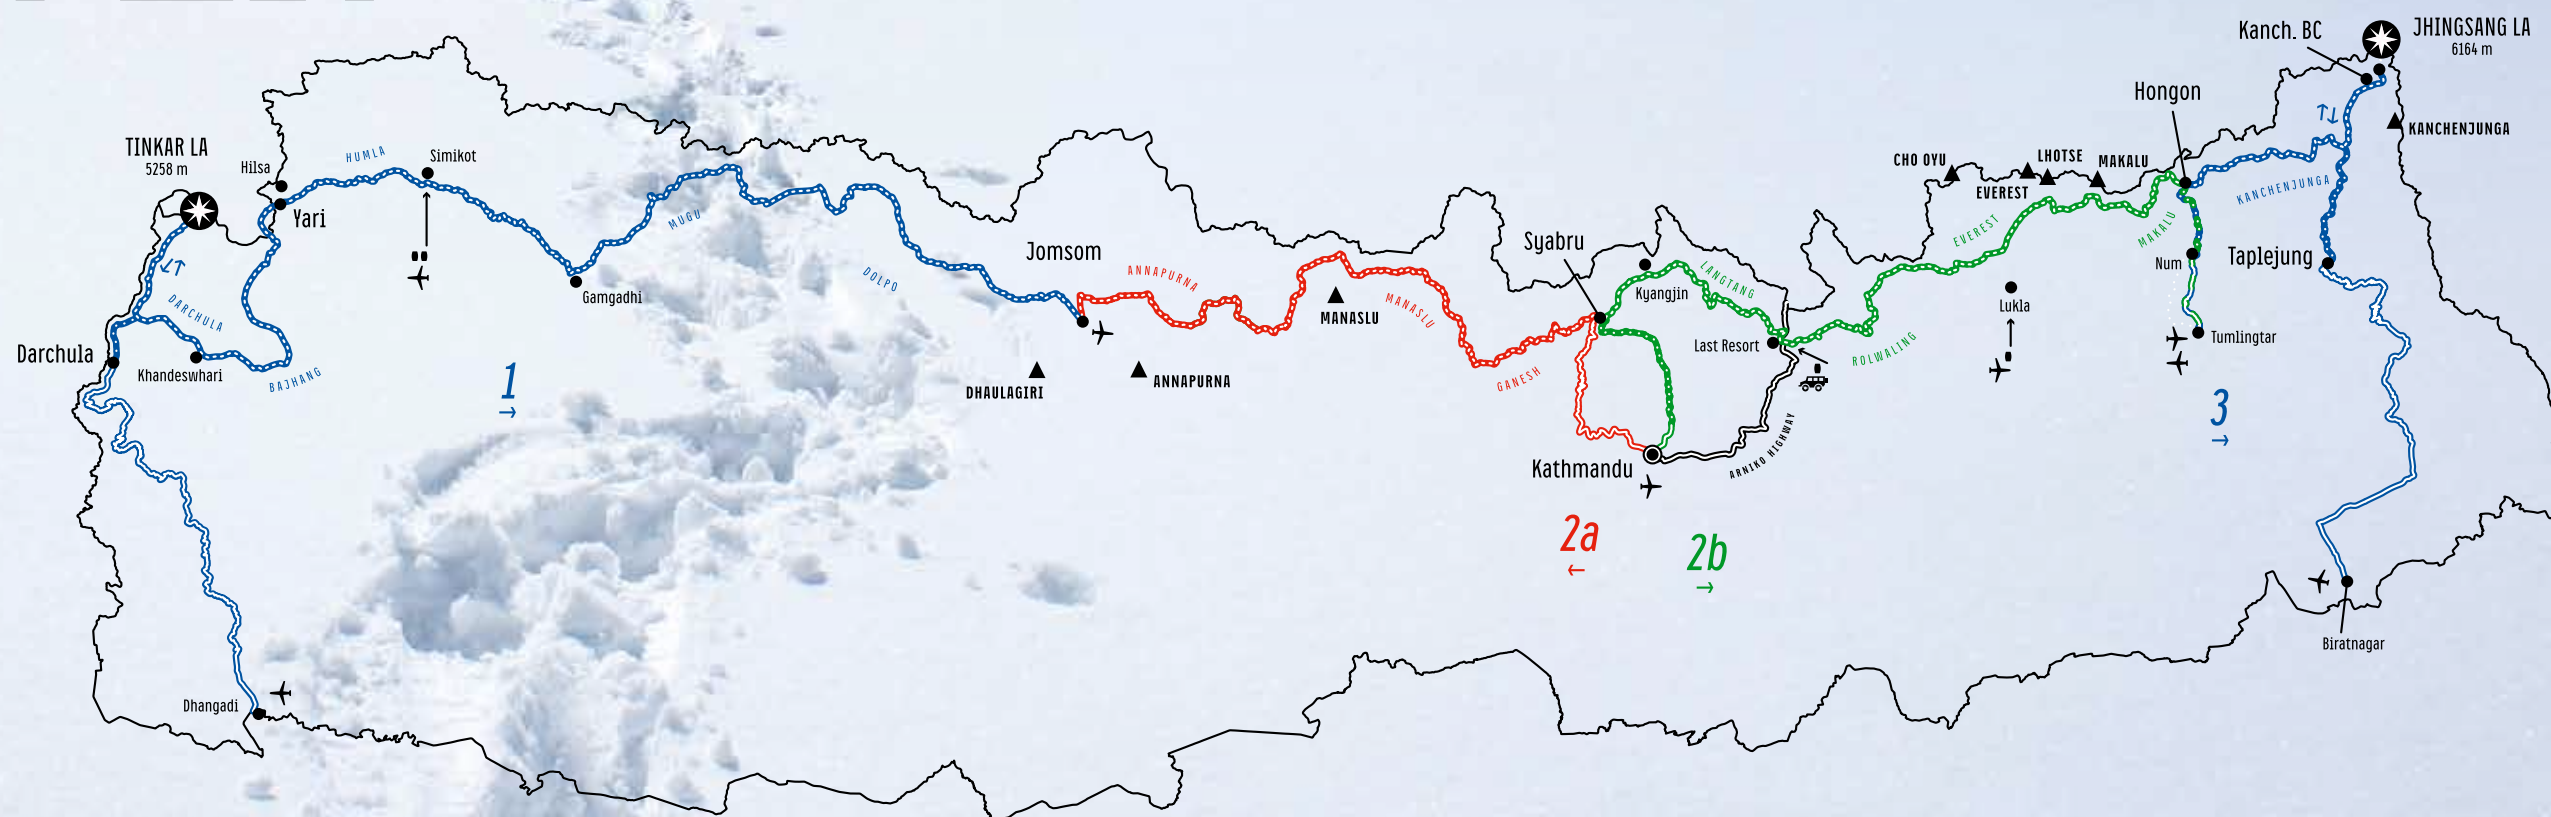 Kanch. BC
JHINGSANG LA
6164 m
Hongon
KANCHENJUNGA
TINKAR LA
5258 m
Hilsa
HUMLA
Simikot
CHO OYU
LHOTSE
MAKALU
EVEREST
KANCHENJUNGA
Yari
MUGU
Jomsom
Syabru
EVEREST
MAKALU
Num
Taplejung
DARCHULA
Gamgadhi
DOLPO
ANNAPURNA
MANASLU
MANASLU
Kyangjin
LANGTANG
Lukla
Tumlingtar
Darchula
Khandeswhari
BAJHANG
1
DHAULAGIRI
ANNAPURNA
GANESH
Last Resort
ROLWALING
3
Kathmandu
ARNIKO HIGHWAY
2a
2b
Dhangadi
Biratnagar